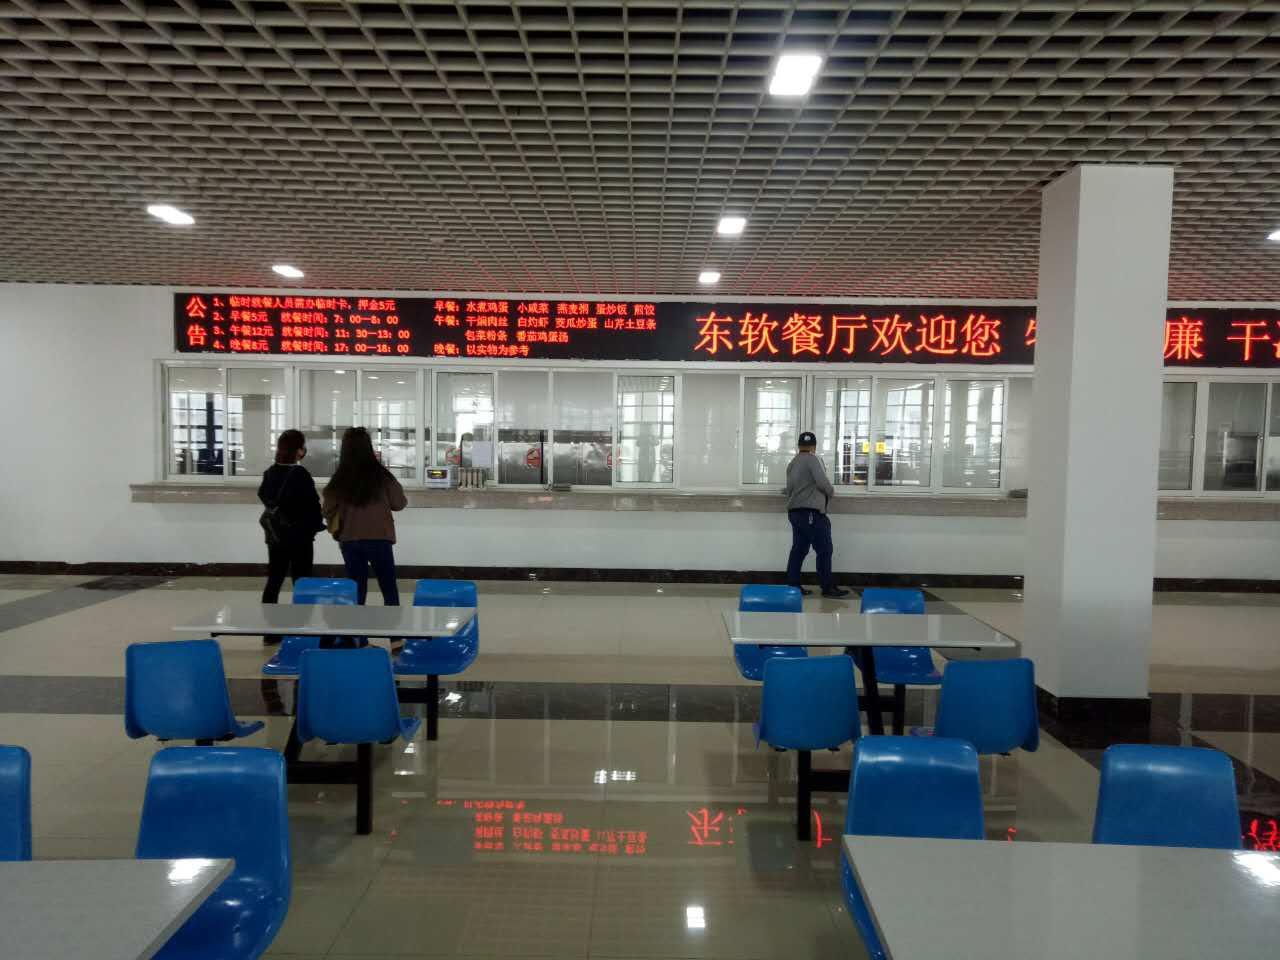 公告
1、临时就餐人员需办临时卡，押金5元
2、早餐5元 就餐时间：7：00—8：00
3、午餐12元 就餐时间：11：30—13：00
4、晚餐8元 就餐时间：17：00—18：00
早餐：水煮鸡蛋 小咸菜 燕麦粥 蛋炒饭 煎饺
午餐：干焖肉丝 白灼虾 茭瓜炒蛋 山芹土豆条
包菜粉条 番茄鸡蛋汤
晚餐：以实物为参考
东软餐厅欢迎您
廉 干